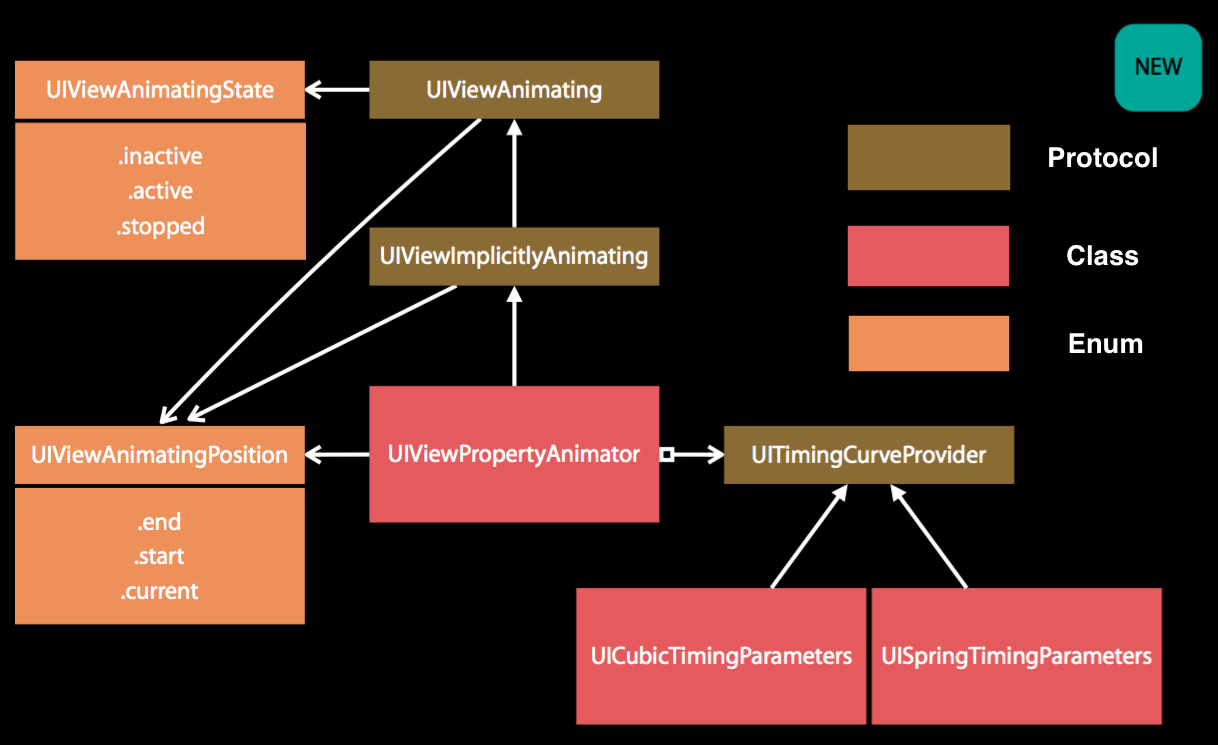 NEW
UIViewAnimatingState
UIViewAnimating
.inactive
.active
.stopped
Protocol
UIViewImplicitlyAnimating
Class
Enum
UIViewAnimatingPosition
UIViewPropertyAnimator
UITimingCurveProvider
.end
.start
.current
UICubicTimingParameters
UISpringTimingParameters